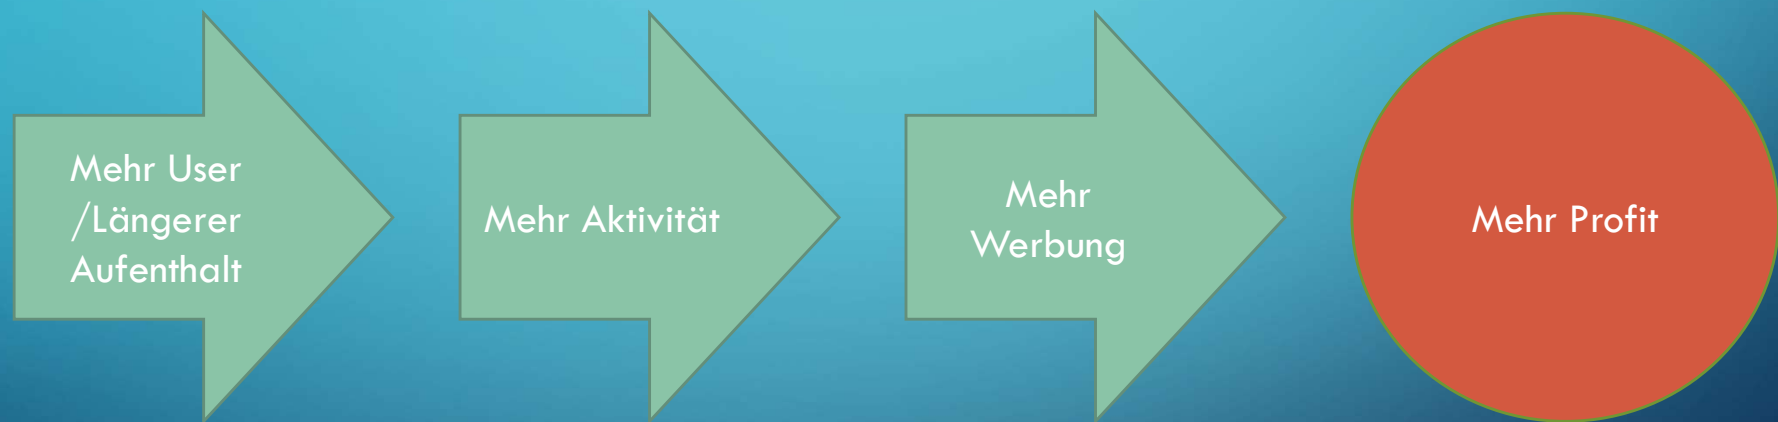 Mehr User
/Längerer
Aufenthalt
Mehr Aktivität
Mehr
Werbung
Mehr Profit